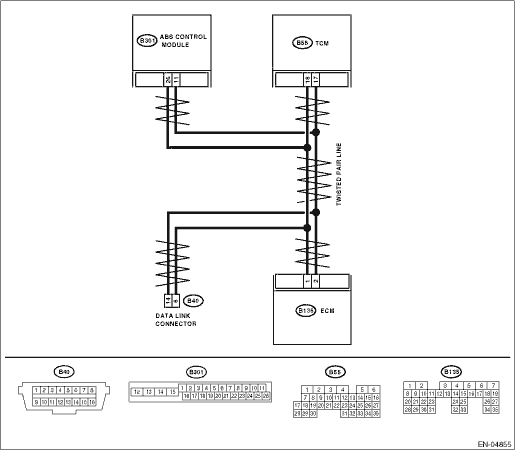 B301 ABS CONTROL
MODULE
B55 TCM
26 11
18 17
TWISTED PAIR LINE
14 6 B40
DATA LINK
CONNECTOR
1 2
B135 ECM
B40
1 2 3 4 5 6 7 8
9 10 11 12 13 14 15 16
B301
1 2 3 4 5 6 7 8 9 10 11
12 13 14 15
16 17 18 19 20 21 22 23 24 25 26
B55
1 2 3 4 5 6
7 8 9 10 11 12 13 14 15 16
17 18 19 20 21 22 23 24 25 26 27 28
29 30 31 32 33 34 35
B135
1 2 3 4 5 6 7
8 9 10 11 12 13 14 15 16 17 18 19
20 21 22 23 24 25 26 27
28 29 30 31 32 33 34 35
EN-04855